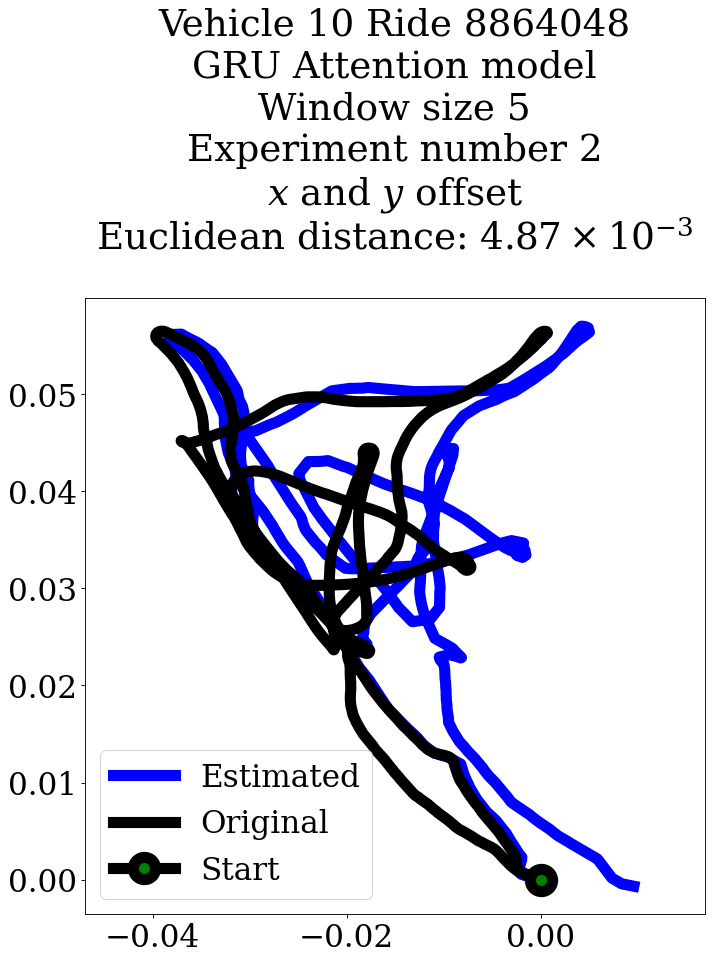 Vehicle 10 Ride 8864048
GRU Attention model
Window size 5
Experiment number 2
x and y offset
Euclidean distance: 4.87 × 10⁻³
0.05
0.04
0.03
0.02
0.01
0.00
Estimated
Original
Start
−0.04 −0.02 0.00